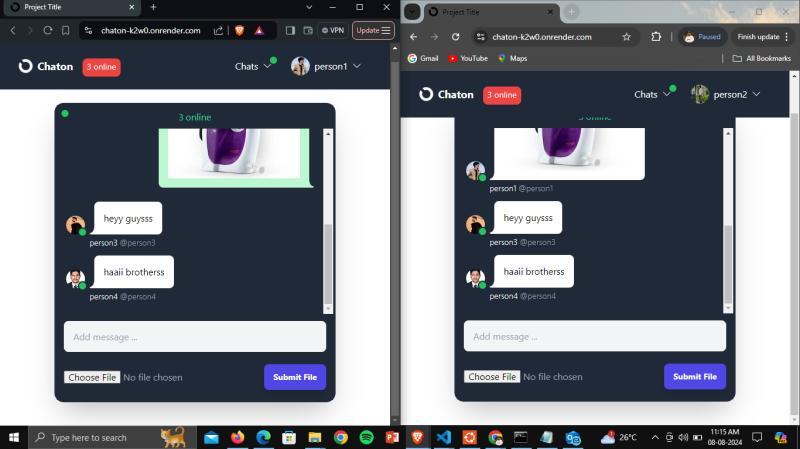 Project Title
chaton-k2w0.onrender.com
VPN
Update
Chaton
3 online
Chats
person1
3 online
heyy guysss
person3 @person3
haaii brotherss
person4 @person4
Add message ...
Choose File No file chosen
Submit File
Project Title
chaton-k2w0.onrender.com
Paused
Finish update
Gmail
YouTube
Maps
All Bookmarks
Chaton
3 online
Chats
person2
3 online
person1 @person1
heyy guysss
person3 @person3
haaii brotherss
person4 @person4
Add message ...
Choose File No file chosen
Submit File
Type here to search
26°C
11:15 AM
08-08-2024